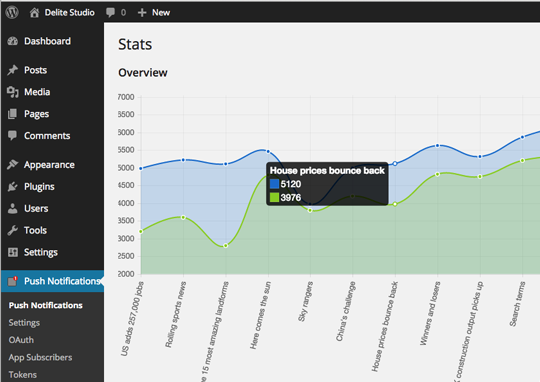 Delite Studio 0 New
Dashboard
Posts
Media
Pages
Comments
Appearance
Plugins
Users
Tools
Settings
Push Notifications
Push Notifications
Settings
OAuth
App Subscribers
Tokens
Stats
Overview
7000
6500
6000
5500
5000
4500
4000
3500
3000
2500
2000
House prices bounce back
5120
3976
US adds 257,000 jobs
Rolling sports news
15 most amazing landforms
Here comes the sun
Sky rangers
China's challenge
House prices bounce back
Winners and losers
construction output picks up
Search terms